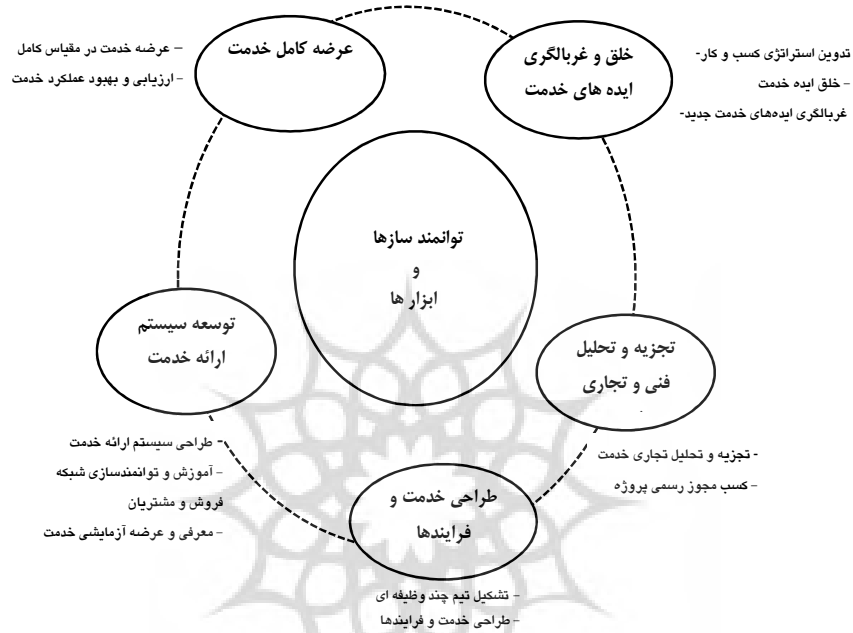 خلق و غربالگری
ایده های خدمت
تدوین استراتژی کسب و کار-
- خلق ایده خدمت
غربالگری ایده‌های خدمت جدید-
تجزیه و تحلیل
فنی و تجاری
- تجزیه و تحلیل تجاری خدمت
- کسب مجوز رسمی پروژه
طراحی خدمت و
فرایندها
- تشکیل تیم چند وظیفه ای
- طراحی خدمت و فرایندها
توسعه سیستم
ارائه خدمت
- طراحی سیستم ارائه خدمت
- آموزش و توانمندسازی شبکه
فروش و مشتریان
- معرفی و عرضه آزمایشی خدمت
عرضه کامل خدمت
- عرضه خدمت در مقیاس کامل
- ارزیابی و بهبود عملکرد خدمت
توانمند سازها
و
ابزار ها